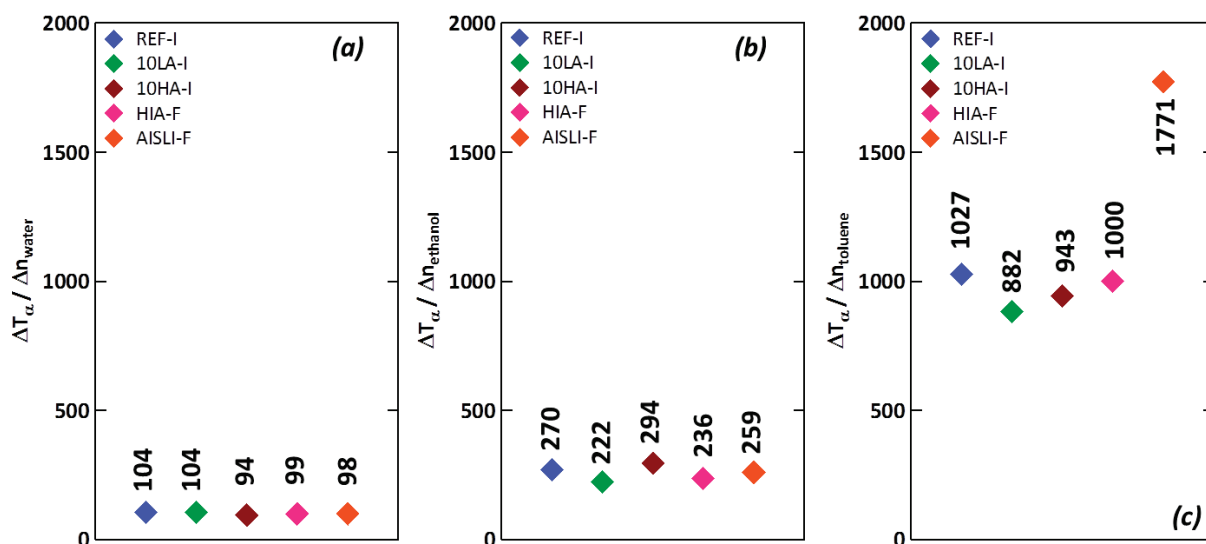 2000
1500
1000
500
0
ΔTα / Δnwater
REF-I
10LA-I
10HA-I
HIA-F
AISLI-F
(a)
104
104
94
99
98
2000
1500
1000
500
0
ΔTα / Δnethanol
REF-I
10LA-I
10HA-I
HIA-F
AISLI-F
(b)
270
222
294
236
259
2000
1500
1000
500
0
ΔTα / Δntoluene
REF-I
10LA-I
10HA-I
HIA-F
AISLI-F
1027
882
943
1000
1771
(c)